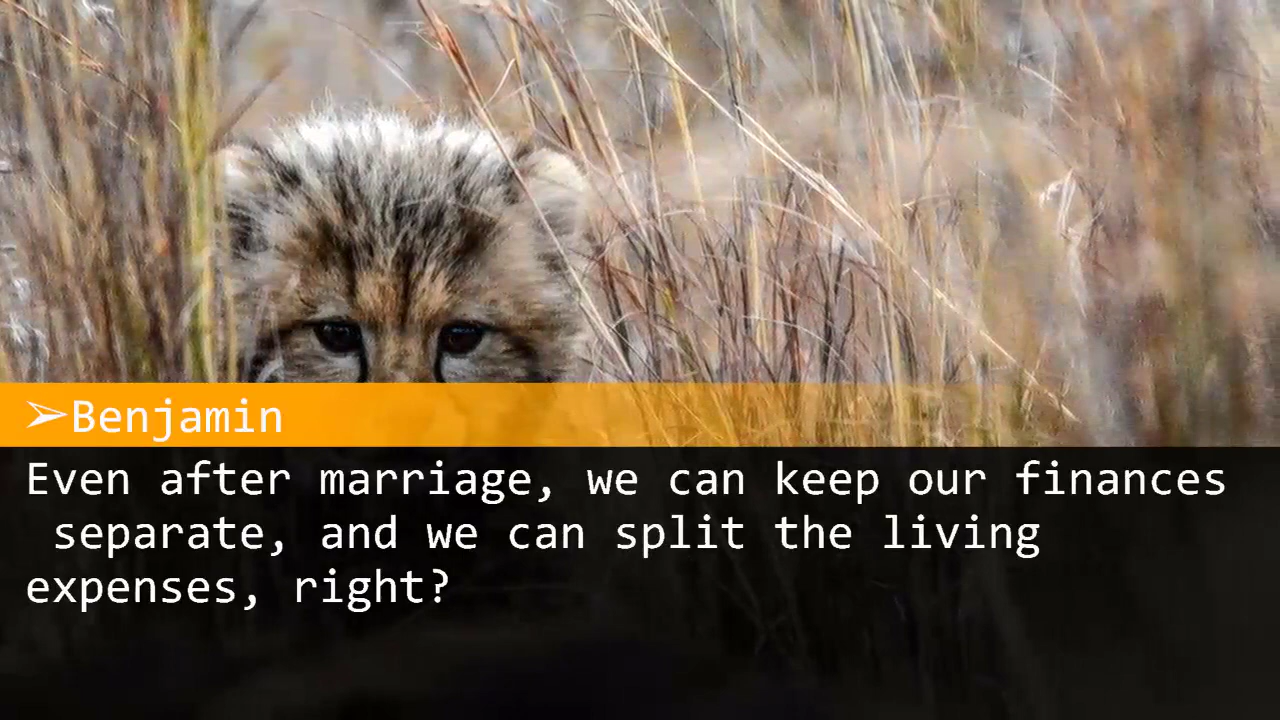 ➢Benjamin
Even after marriage, we can keep our finances
separate, and we can split the living
expenses, right?